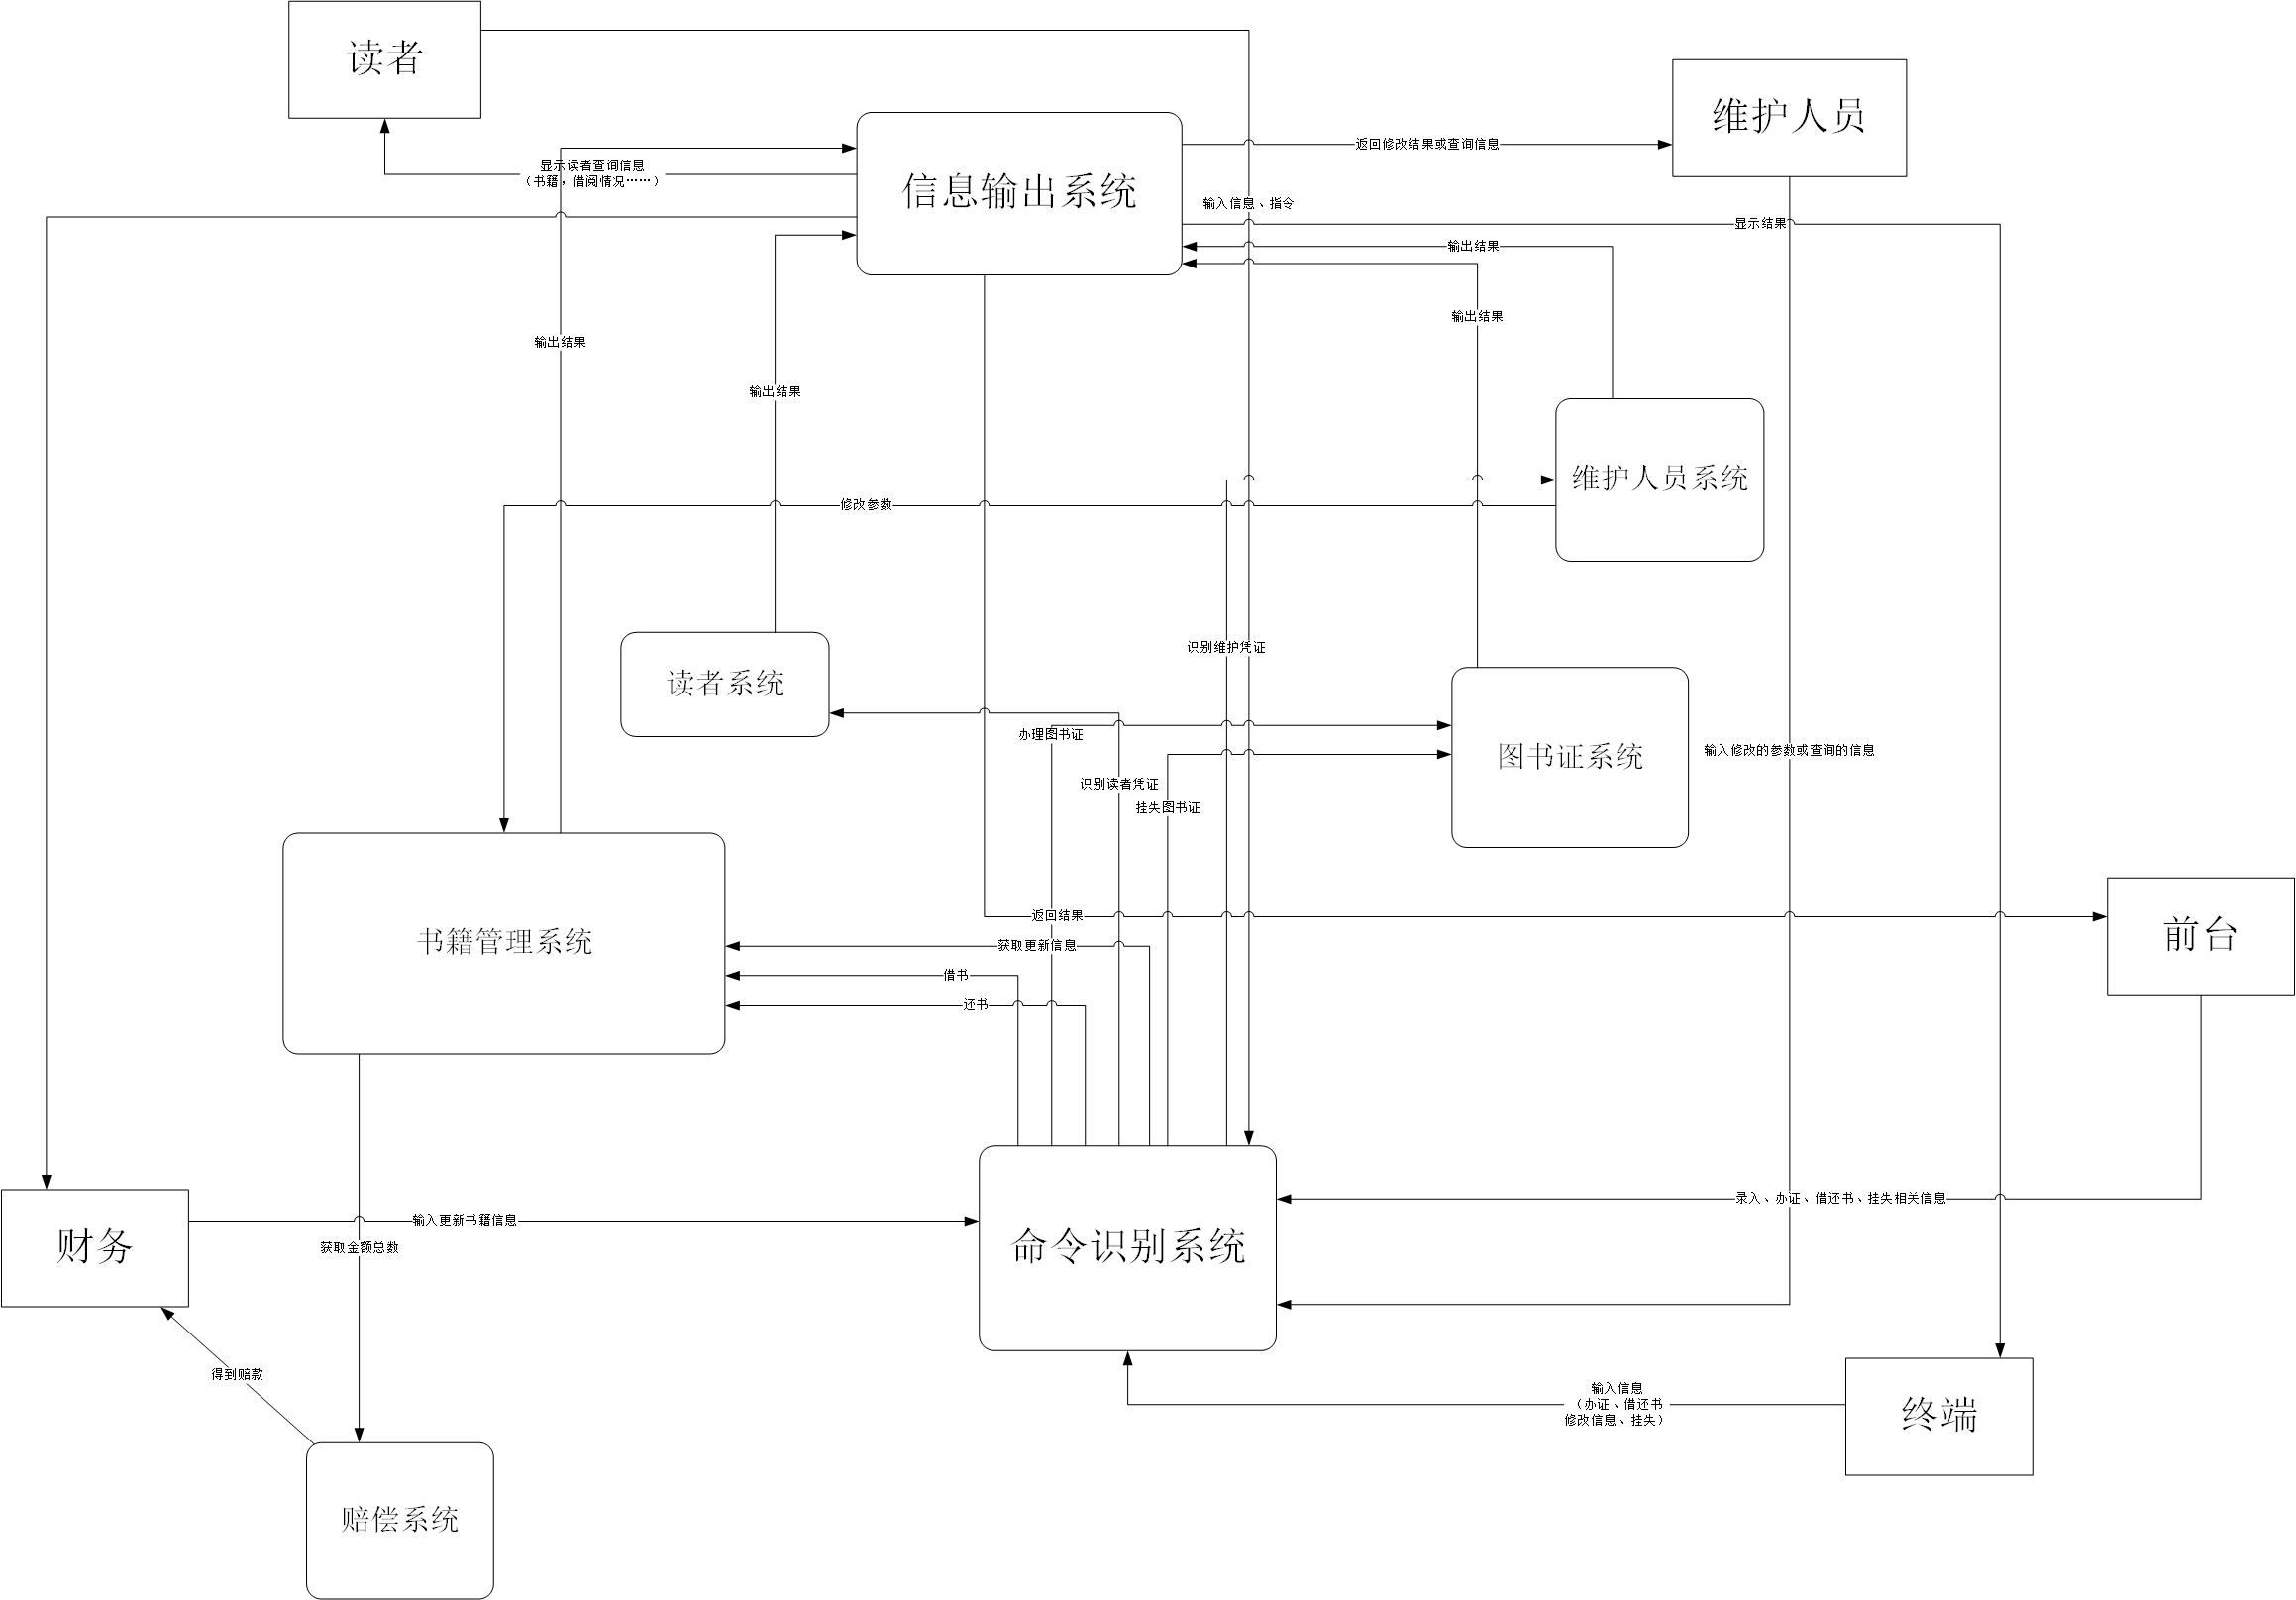 读者
维护人员
返回修改结果或查询信息
显示读者查询信息
（书籍，借阅情况……）
信息输出系统
输入信息、指令
显示结果
输出结果
输出结果
输出结果
输出结果
维护人员系统
修改参数
识别维护凭证
读者系统
办理图书证
图书证系统
输入修改的参数或查询的信息
识别读者凭证
挂失图书证
返回结果
前台
书籍管理系统
获取更新信息
借书
还书
录入、办证、借还书、挂失相关信息
输入更新书籍信息
财务
获取金额总数
命令识别系统
得到赔款
输入信息
（办证、借还书
修改信息、挂失）
终端
赔偿系统